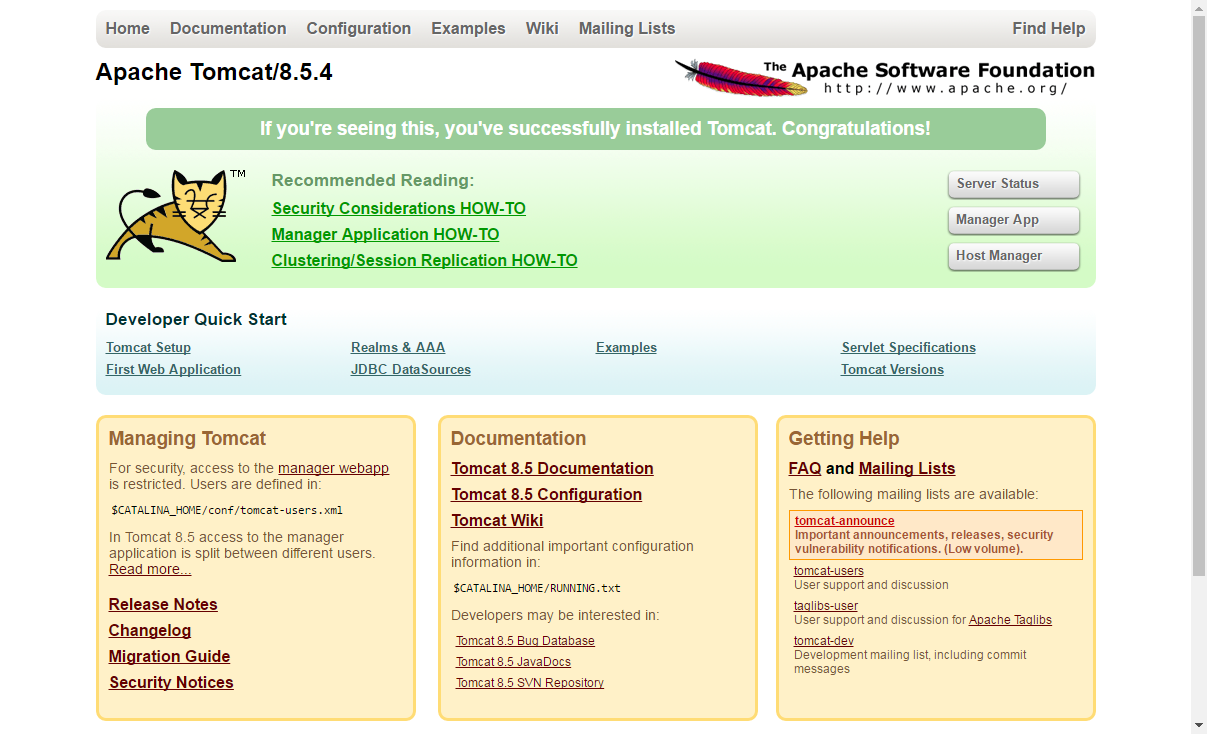 Home Documentation Configuration Examples Wiki Mailing Lists Find Help
Apache Tomcat/8.5.4
The Apache Software Foundation
http://www.apache.org/
If you're seeing this, you've successfully installed Tomcat. Congratulations!
TM
Recommended Reading:
Security Considerations HOW-TO
Manager Application HOW-TO
Clustering/Session Replication HOW-TO
Server Status
Manager App
Host Manager
Developer Quick Start
Tomcat Setup
First Web Application
Realms & AAA
JDBC DataSources
Examples
Servlet Specifications
Tomcat Versions
Managing Tomcat
For security, access to the manager webapp
is restricted. Users are defined in:
$CATALINA_HOME/conf/tomcat-users.xml
In Tomcat 8.5 access to the manager
application is split between different users.
Read more...
Release Notes
Changelog
Migration Guide
Security Notices
Documentation
Tomcat 8.5 Documentation
Tomcat 8.5 Configuration
Tomcat Wiki
Find additional important configuration
information in:
$CATALINA_HOME/RUNNING.txt
Developers may be interested in:
Tomcat 8.5 Bug Database
Tomcat 8.5 JavaDocs
Tomcat 8.5 SVN Repository
Getting Help
FAQ and Mailing Lists
The following mailing lists are available:
tomcat-announce
Important announcements, releases, security
vulnerability notifications. (Low volume).
tomcat-users
User support and discussion
taglibs-user
User support and discussion for Apache Taglibs
tomcat-dev
Development mailing list, including commit
messages